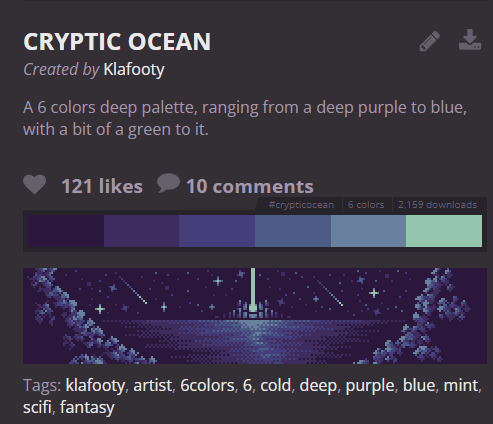 CRYPTIC OCEAN
Created by Klafooty
A 6 colors deep palette, ranging from a deep purple to blue,
with a bit of a green to it.
121 likes 10 comments
#crypticocean 6 colors 2,159 downloads
Tags: klafooty, artist, 6colors, 6, cold, deep, purple, blue, mint,
scifi, fantasy